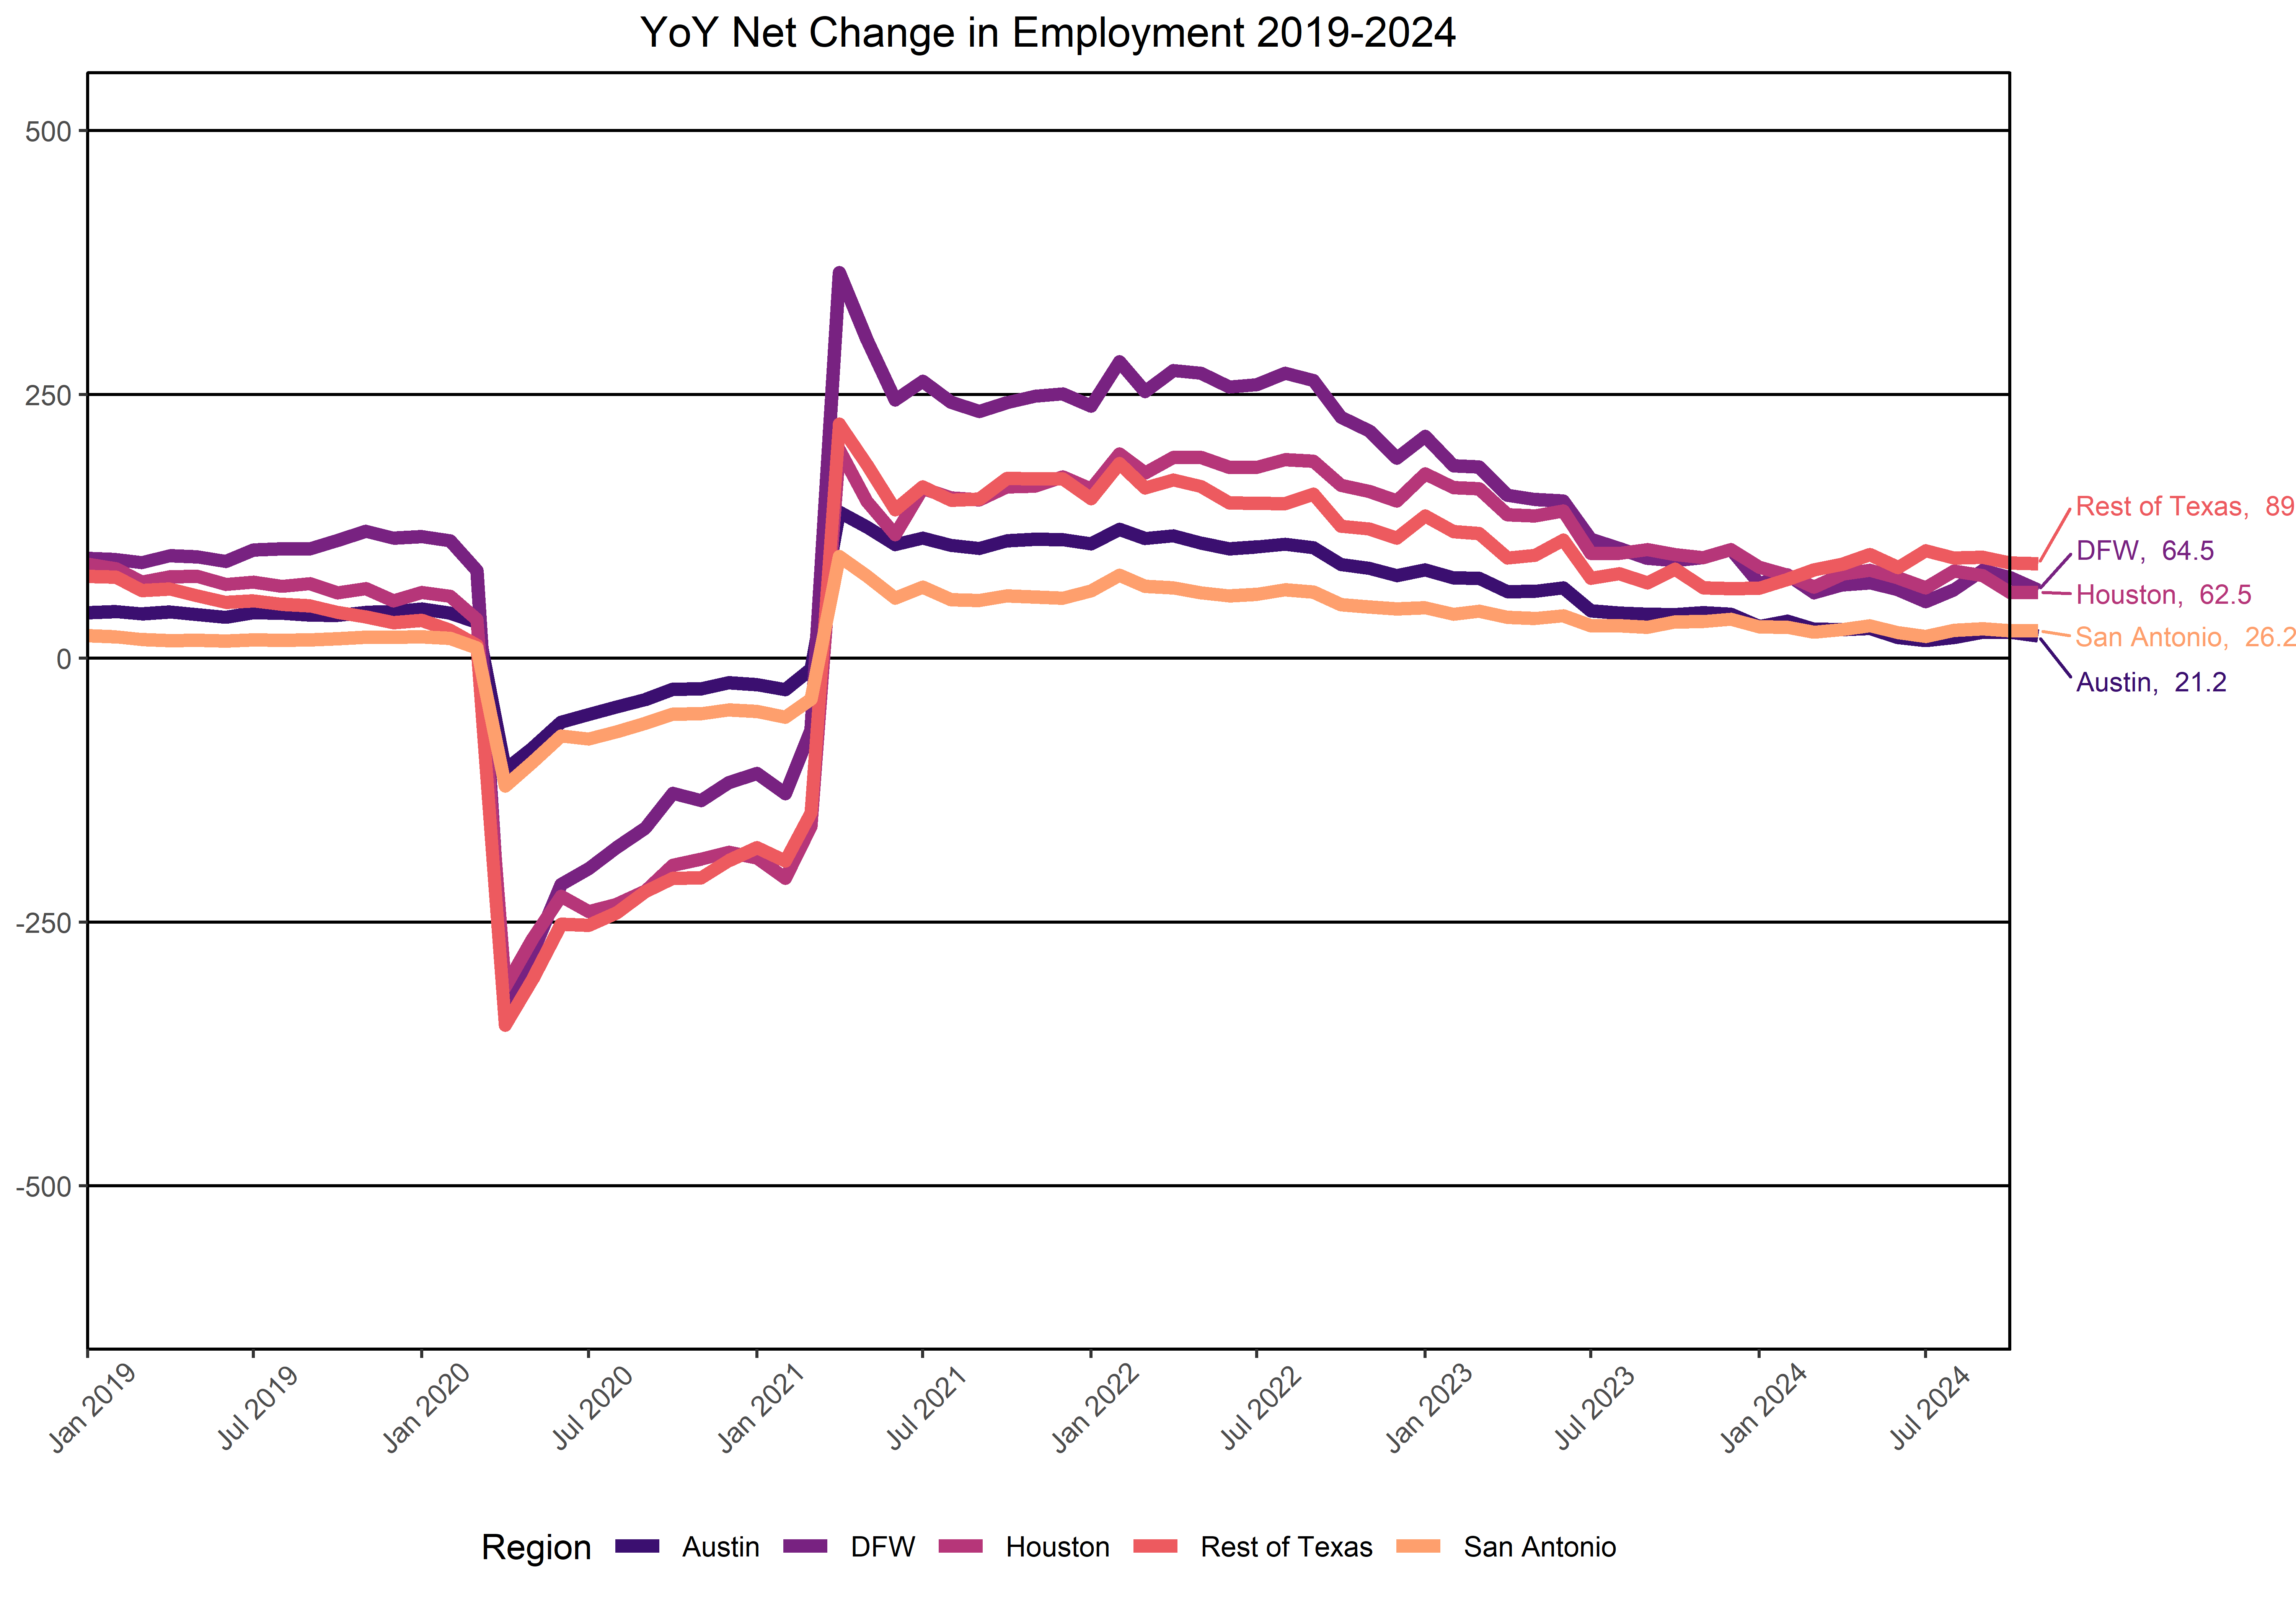 YoY Net Change in Employment 2019-2024
500
250
0
-250
-500
Rest of Texas, 89
DFW, 64.5
Houston, 62.5
San Antonio, 26.2
Austin, 21.2
Jan 2019
Jul 2019
Jan 2020
Jul 2020
Jan 2021
Jul 2021
Jan 2022
Jul 2022
Jan 2023
Jul 2023
Jan 2024
Jul 2024
Region Austin DFW Houston Rest of Texas San Antonio